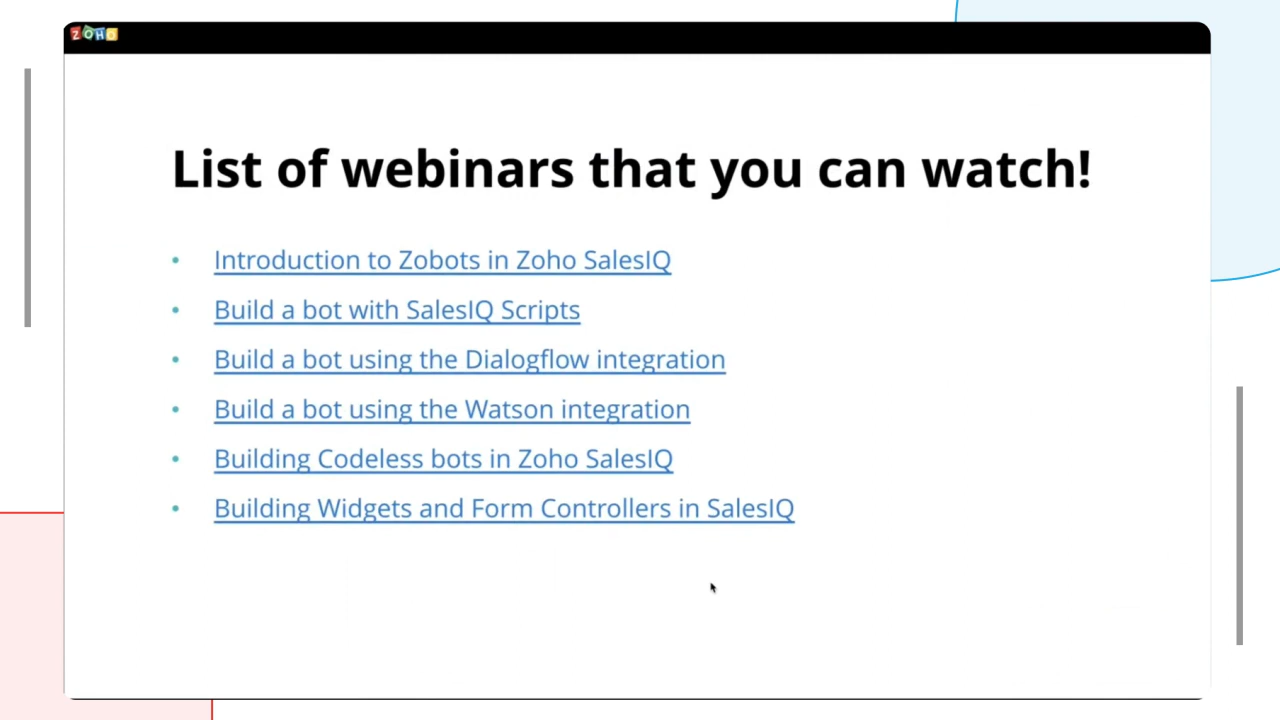 ZOHO
List of webinars that you can watch!
• Introduction to Zobots in Zoho SalesIQ
• Build a bot with SalesIQ Scripts
• Build a bot using the Dialogflow integration
• Build a bot using the Watson integration
• Building Codeless bots in Zoho SalesIQ
• Building Widgets and Form Controllers in SalesIQ